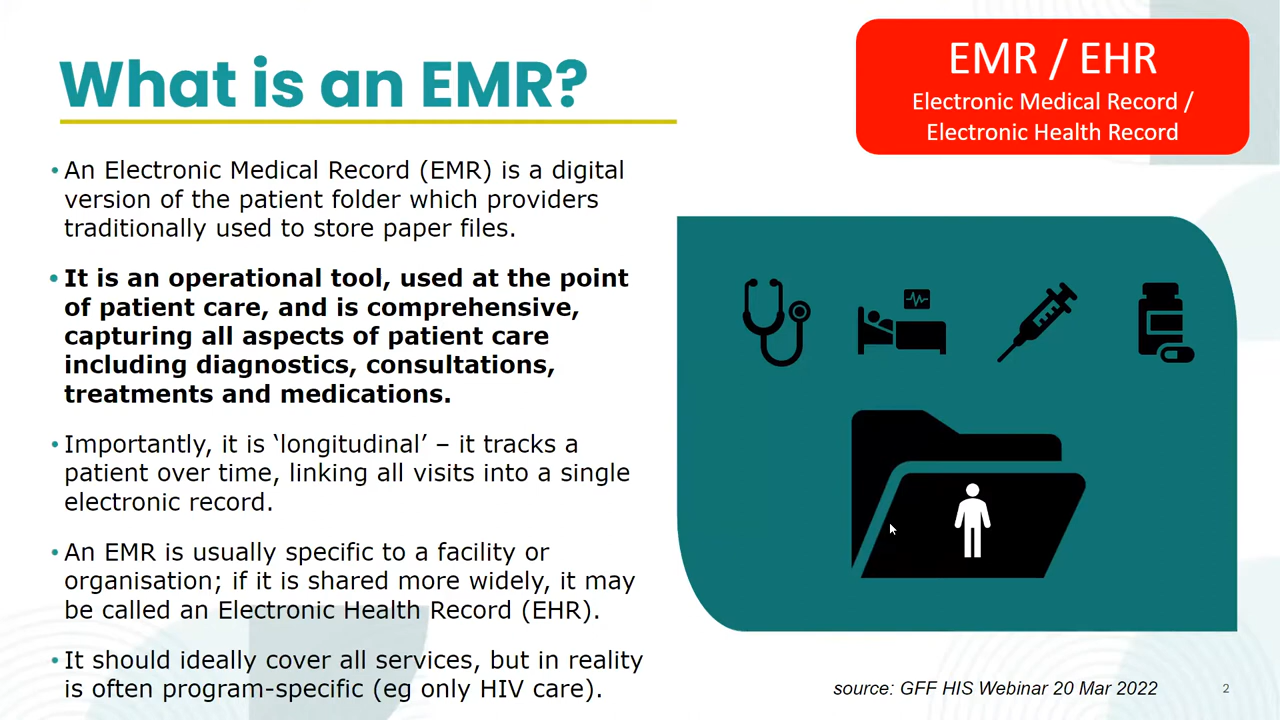 What is an EMR?
EMR / EHR
Electronic Medical Record /
Electronic Health Record
• An Electronic Medical Record (EMR) is a digital
version of the patient folder which providers
traditionally used to store paper files.
• It is an operational tool, used at the point
of patient care, and is comprehensive,
capturing all aspects of patient care
including diagnostics, consultations,
treatments and medications.
• Importantly, it is ‘longitudinal’ – it tracks a
patient over time, linking all visits into a single
electronic record.
• An EMR is usually specific to a facility or
organisation; if it is shared more widely, it may
be called an Electronic Health Record (EHR).
• It should ideally cover all services, but in reality
is often program-specific (eg only HIV care).
source: GFF HIS Webinar 20 Mar 2022
2